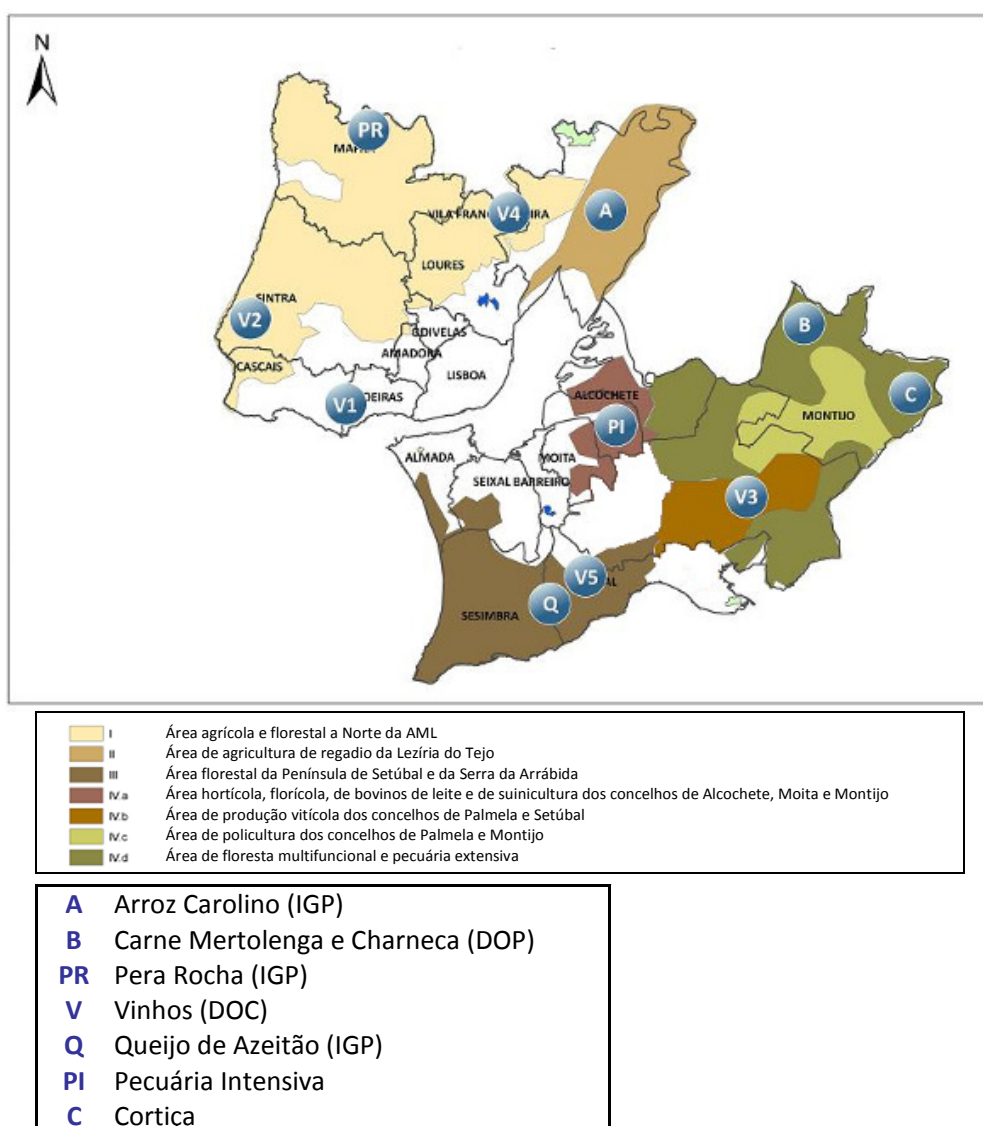 N
PR
MAFRA
VILA FRAN V4 IRA
A
LOURES
SINTRA
V2
B
ODIVELAS
AMADORA
CASCAIS
LISBOA
C
V1 OEIRAS
ALCOCHETE
MONTIJO
PI
ALMADA
MOITA
SEIXAL BARREIRO
V3
V5 AL
Q
SESIMBRA
I Área agrícola e florestal a Norte da AML
II Área de agricultura de regadio da Lezíria do Tejo
III Área florestal da Península de Setúbal e da Serra da Arrábida
IV.a Área hortícola, florícola, de bovinos de leite e de suinicultura dos concelhos de Alcochete, Moita e Montijo
IV.b Área de produção vitícola dos concelhos de Palmela e Setúbal
IV.c Área de policultura dos concelhos de Palmela e Montijo
IV.d Área de floresta multifuncional e pecuária extensiva
A Arroz Carolino (IGP)
B Carne Mertolenga e Charneca (DOP)
PR Pera Rocha (IGP)
V Vinhos (DOC)
Q Queijo de Azeitão (IGP)
PI Pecuária Intensiva
C Cortiça